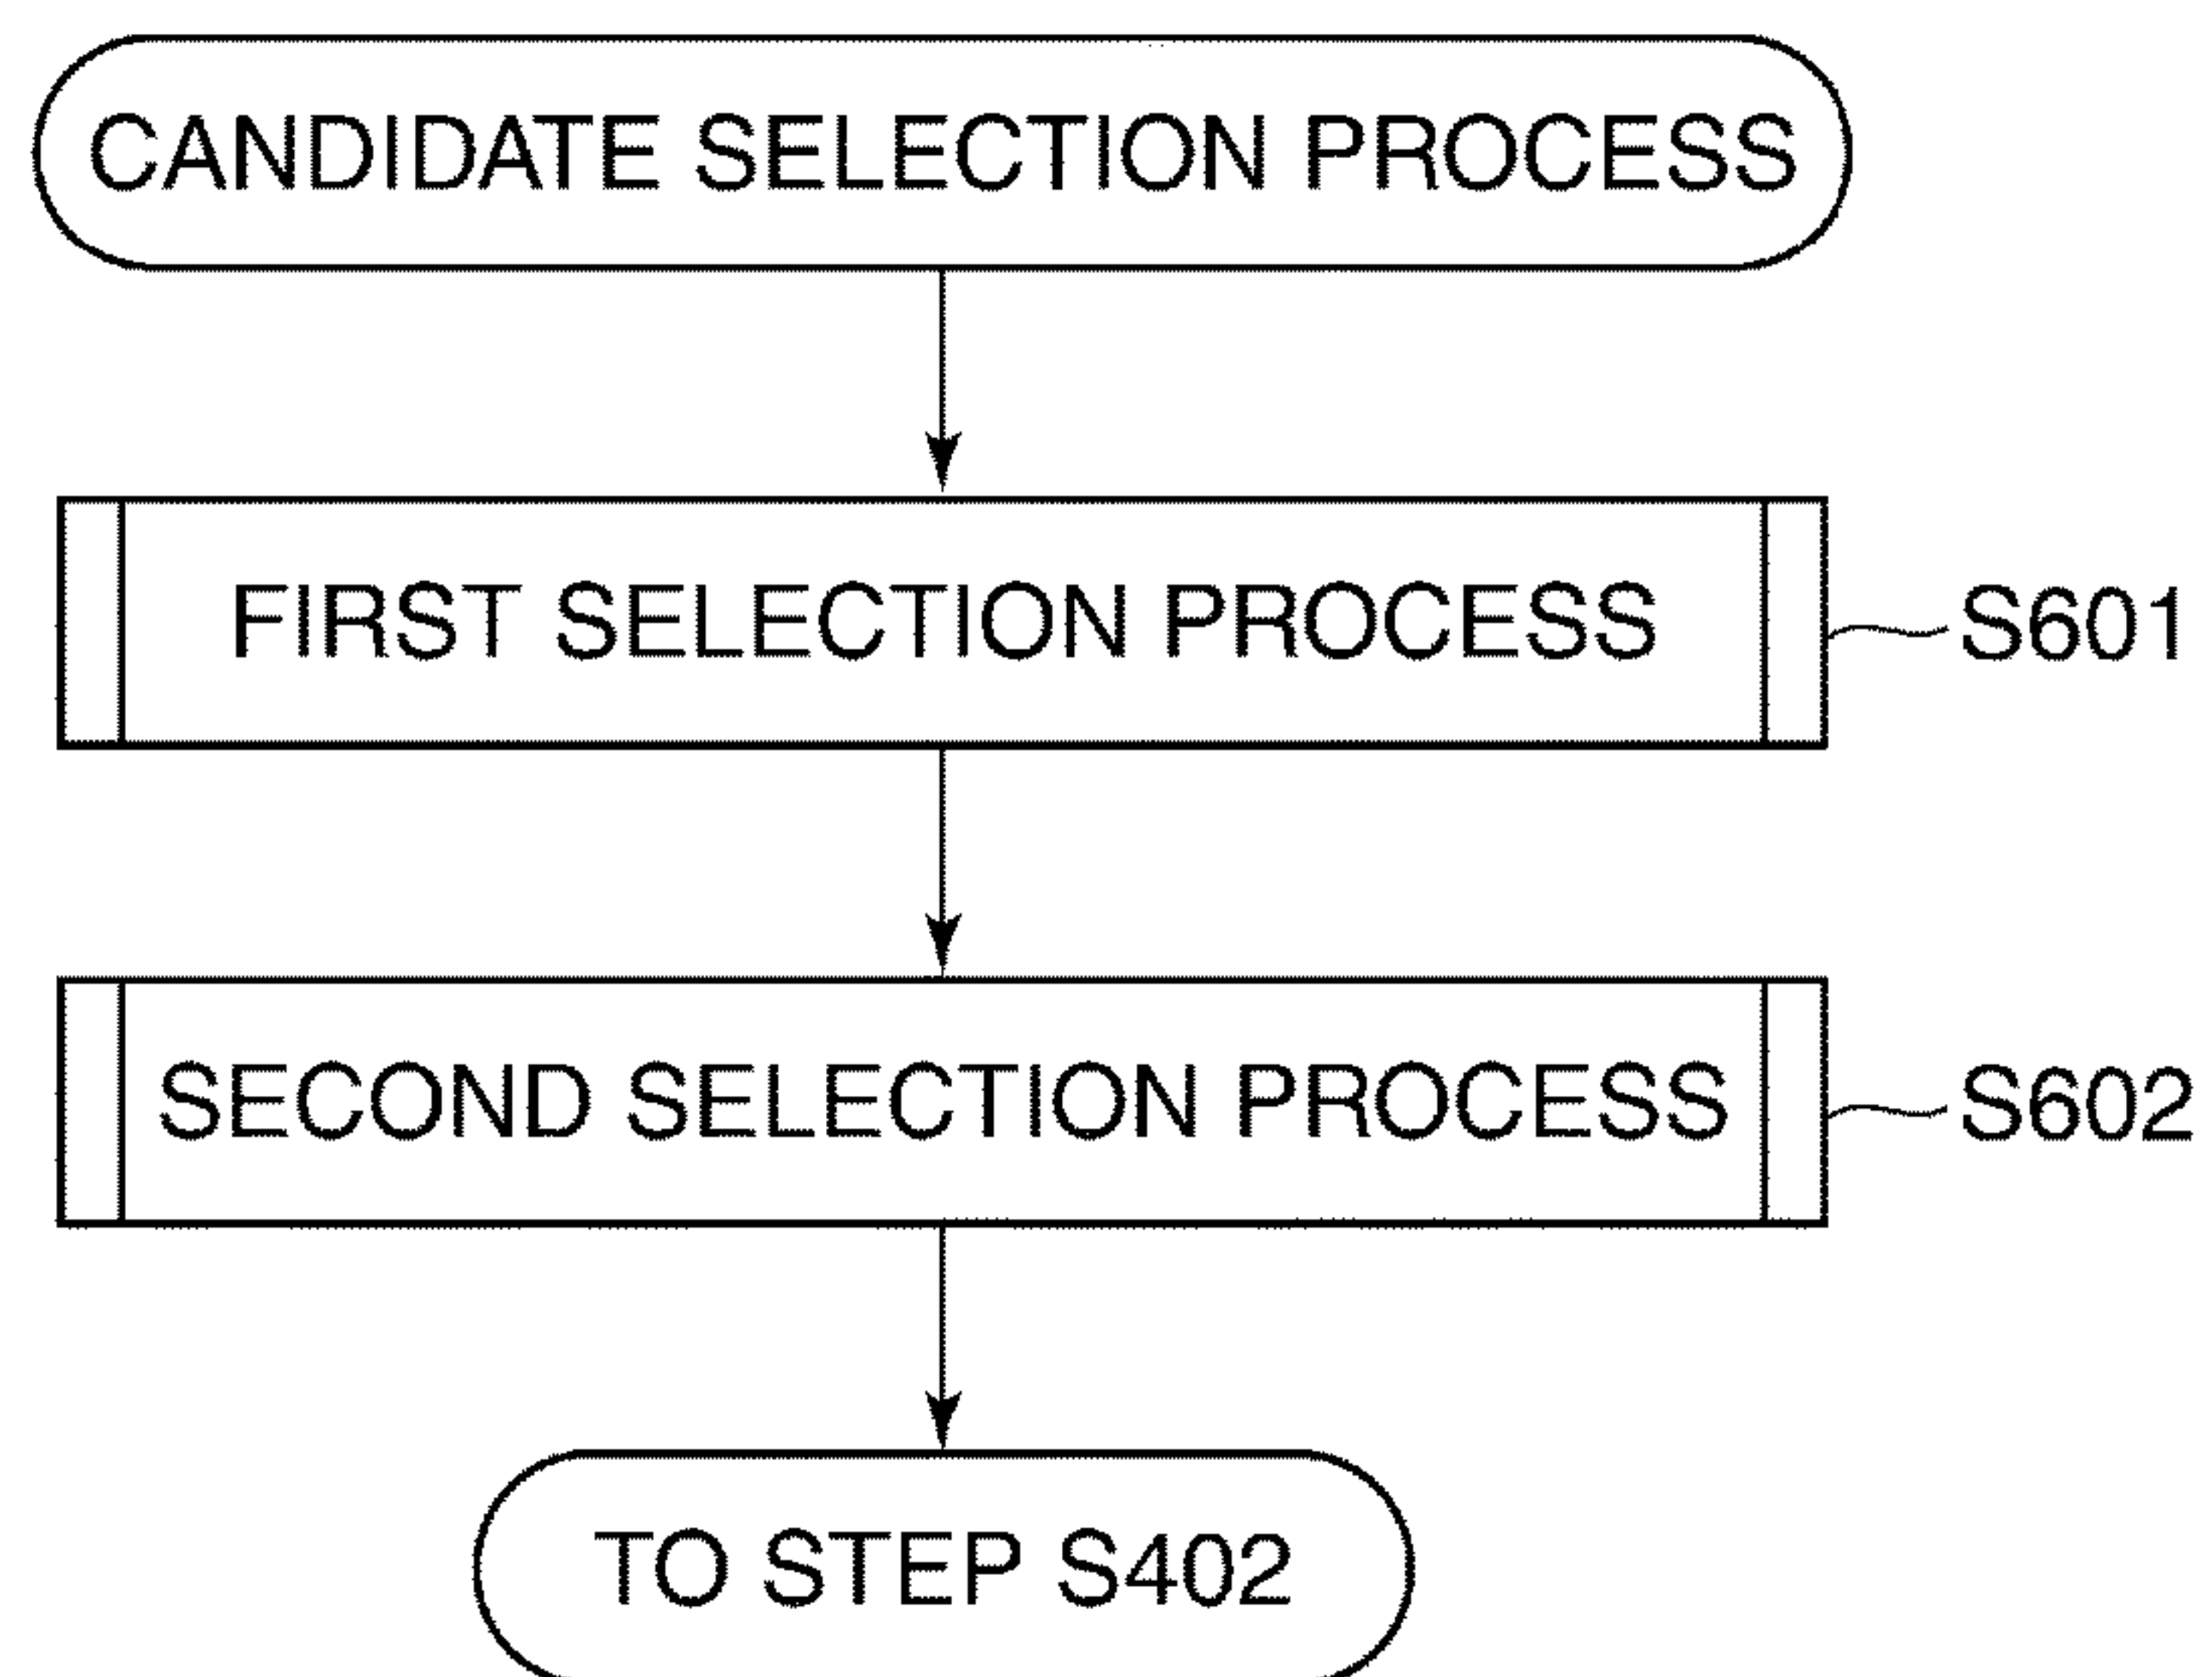 CANDIDATE SELECTION PROCESS
FIRST SELECTION PROCESS
S601
SECOND SELECTION PROCESS
S602
TO STEP S402